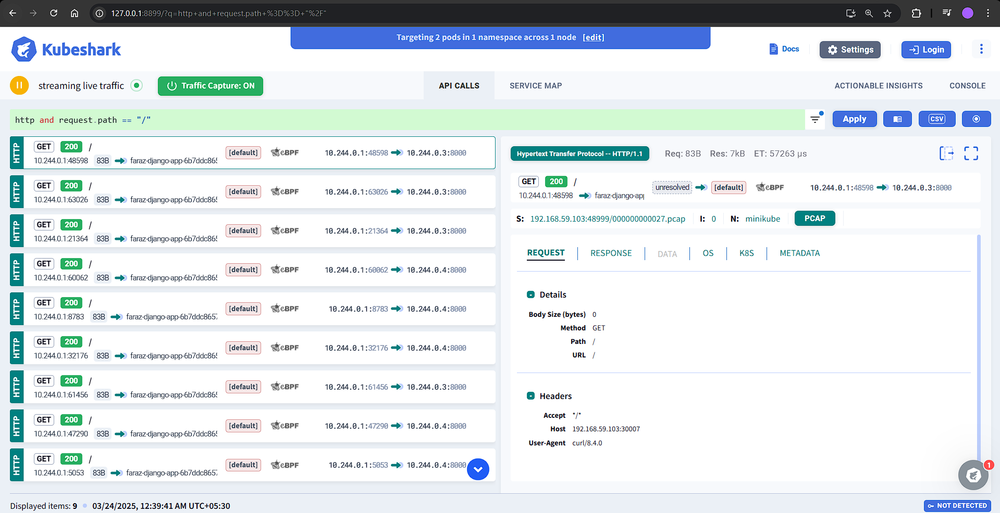 127.0.0.1:8899/?q=http+and+request.path+%3D%3D+"%2F"
Kubeshark
Targeting 2 pods in 1 namespace across 1 node [edit]
Docs
Settings
Login
streaming live traffic
Traffic Capture: ON
API CALLS
SERVICE MAP
ACTIONABLE INSIGHTS
CONSOLE
http and request.path == "/"
Apply
CSV
HTTP GET 200 / [default] eBPF 10.244.0.1:48598 10.244.0.3:8000
10.244.0.1:48598 83B faraz-django-app-6b7ddc865
HTTP GET 200 / [default] eBPF 10.244.0.1:63026 10.244.0.3:8000
10.244.0.1:63026 83B faraz-django-app-6b7ddc865
HTTP GET 200 / [default] eBPF 10.244.0.1:21364 10.244.0.3:8000
10.244.0.1:21364 83B faraz-django-app-6b7ddc865
HTTP GET 200 / [default] eBPF 10.244.0.1:60062 10.244.0.4:8000
10.244.0.1:60062 83B faraz-django-app-6b7ddc865
HTTP GET 200 / [default] eBPF 10.244.0.1:8783 10.244.0.4:8000
10.244.0.1:8783 83B faraz-django-app-6b7ddc8657
HTTP GET 200 / [default] eBPF 10.244.0.1:32176 10.244.0.4:8000
10.244.0.1:32176 83B faraz-django-app-6b7ddc865
HTTP GET 200 / [default] eBPF 10.244.0.1:61456 10.244.0.3:8000
10.244.0.1:61456 83B faraz-django-app-6b7ddc865
HTTP GET 200 / [default] eBPF 10.244.0.1:47290 10.244.0.4:8000
10.244.0.1:47290 83B faraz-django-app-6b7ddc865
HTTP GET 200 / [default] eBPF 10.244.0.1:5053 10.244.0.4:8000
10.244.0.1:5053 83B faraz-django-app-6b7ddc8657
Hypertext Transfer Protocol -- HTTP/1.1 Req: 83B Res: 7kB ET: 57263 µs
GET 200 / unresolved [default] eBPF 10.244.0.1:48598 10.244.0.3:8000
10.244.0.1:48598 faraz-django-app
S: 192.168.59.103:48999/000000000027.pcap I: 0 N: minikube PCAP
REQUEST RESPONSE DATA OS K8S METADATA
Details
Body Size (bytes) 0
Method GET
Path /
URL /
Headers
Accept */*
Host 192.168.59.103:30007
User-Agent curl/8.4.0
1
Displayed items: 9 03/24/2025, 12:39:41 AM UTC+05:30
NOT DETECTED